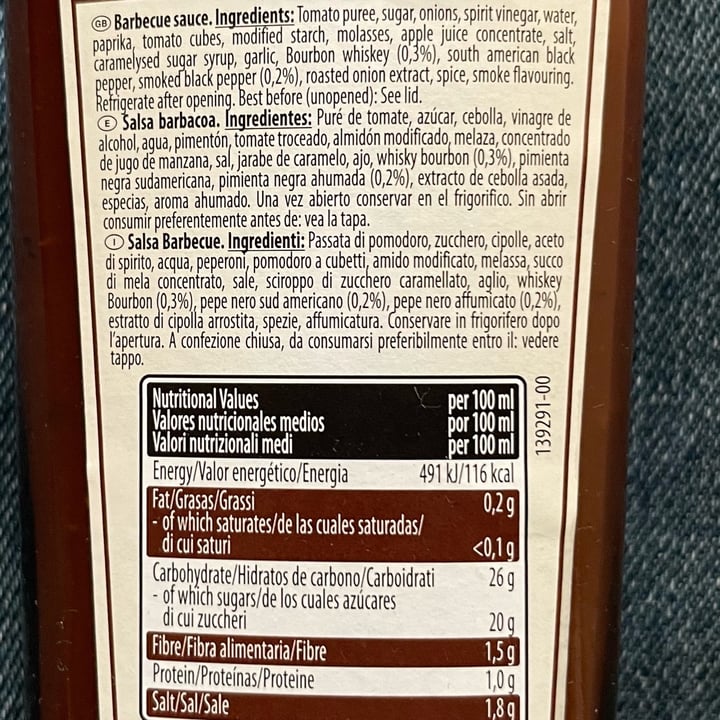 GB Barbecue sauce. Ingredients: Tomato puree, sugar, onions, spirit vinegar, water,
paprika, tomato cubes, modified starch, molasses, apple juice concentrate, salt,
caramelysed sugar syrup, garlic, Bourbon whiskey (0,3%), south american black
pepper, smoked black pepper (0,2%), roasted onion extract, spice, smoke flavouring.
Refrigerate after opening. Best before (unopened): See lid.
E Salsa barbacoa. Ingredientes: Puré de tomate, azúcar, cebolla, vinagre de
alcohol, agua, pimentón, tomate troceado, almidón modificado, melaza, concentrado
de jugo de manzana, sal, jarabe de caramelo, ajo, whisky bourbon (0,3%), pimienta
negra sudamericana, pimienta negra ahumada (0,2%), extracto de cebolla asada,
especias, aroma ahumado. Una vez abierto conservar en el frigorifico. Sin abrir
consumir preferentemente antes de: vea la tapa.
I Salsa Barbecue. Ingredienti: Passata di pomodoro, zucchero, cipolle, aceto
di spirito, acqua, peperoni, pomodoro a cubetti, amido modificato, melassa, succo
di mela concentrato, sale, sciroppo di zucchero caramellato, aglio, whiskey
Bourbon (0,3%), pepe nero sud americano (0,2%), pepe nero affumicato (0,2%),
estratto di cipolla arrostita, spezie, affumicatura. Conservare in frigorifero dopo
l'apertura. A confezione chiusa, da consumarsi preferibilmente entro il: vedere
tappo.
Nutritional Values per 100 ml
Valores nutricionales medios por 100 ml
Valori nutrizionali medi per 100 ml
Energy/Valor energético/Energia 491 kJ/116 kcal
Fat/Grasas/Grassi 0,2 g
- of which saturates/de las cuales saturadas/
di cui saturi <0,1 g
Carbohydrate/Hidratos de carbono/Carboidrati 26 g
- of which sugars/de los cuales azúcares
di cui zuccheri 20 g
Fibre/Fibra alimentaria/Fibre 1,5 g
Protein/Proteínas/Proteine 1,0 g
Salt/Sal/Sale 1,8 g
139291-00